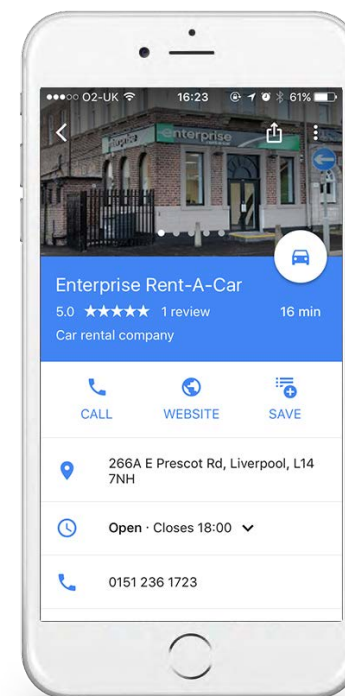 ●●●○○ O2-UK 16:23 61%
enterprise
enterprise
Enterprise Rent-A-Car
5.0 ★★★★★ 1 review 16 min
Car rental company
CALL WEBSITE SAVE
266A E Prescot Rd, Liverpool, L14
7NH
Open · Closes 18:00
0151 236 1723